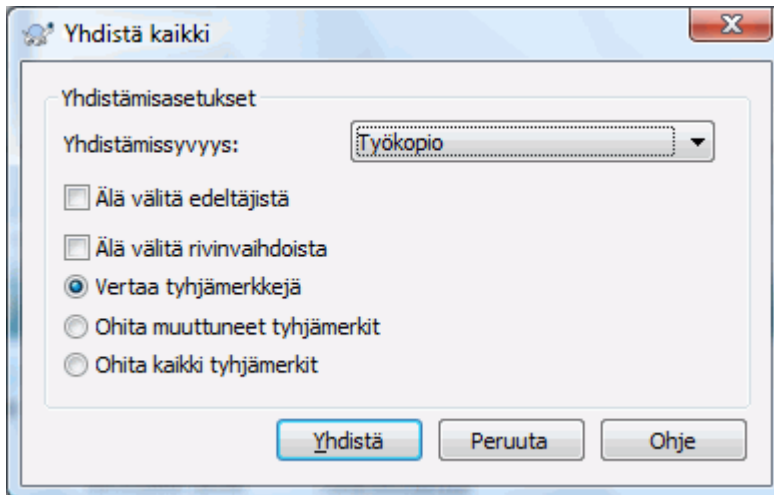 Yhdistä kaikki
Yhdistämisasetukset
Yhdistämissyvyys: Työkopio
Älä välitä edeltäjistä
Älä välitä rivinvaihdoista
Vertaa tyhjämerkkejä
Ohita muuttuneet tyhjämerkit
Ohita kaikki tyhjämerkit
Yhdistä Peruuta Ohje